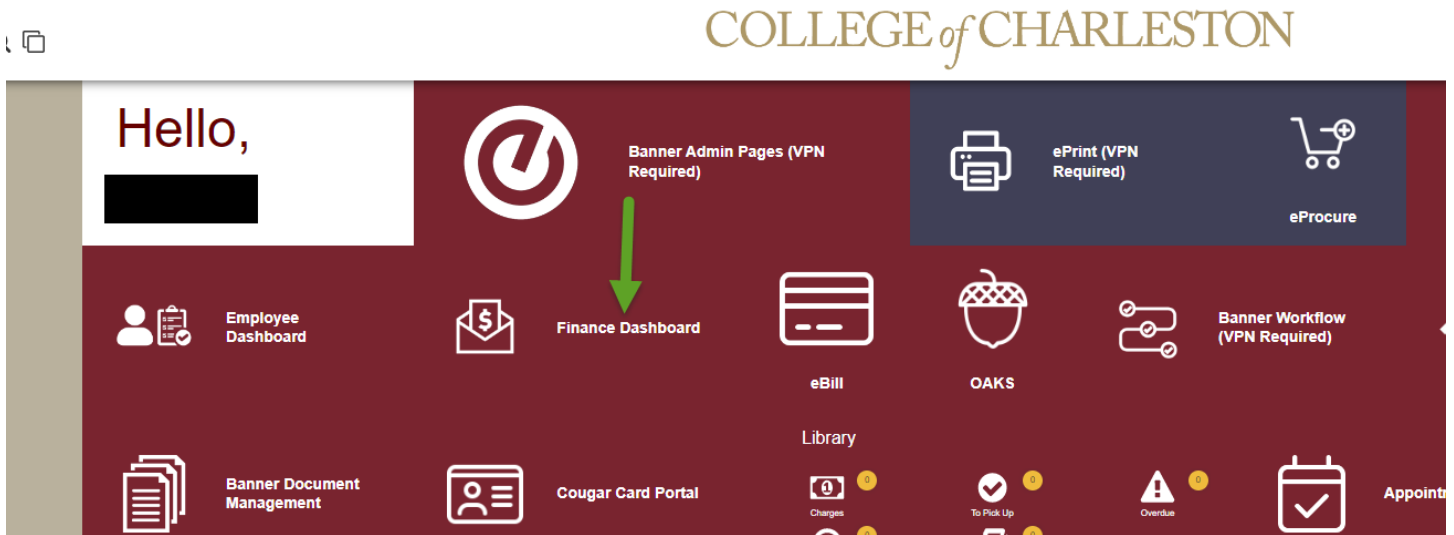 COLLEGE of CHARLESTON
Hello,
Banner Admin Pages (VPN
Required)
ePrint (VPN
Required)
eProcure
Employee
Dashboard
$
Finance Dashboard
eBill
OAKS
Banner Workflow
(VPN Required)
Banner Document
Management
Cougar Card Portal
Library
1
0
Charges
0
To Pick Up
0
Overdue